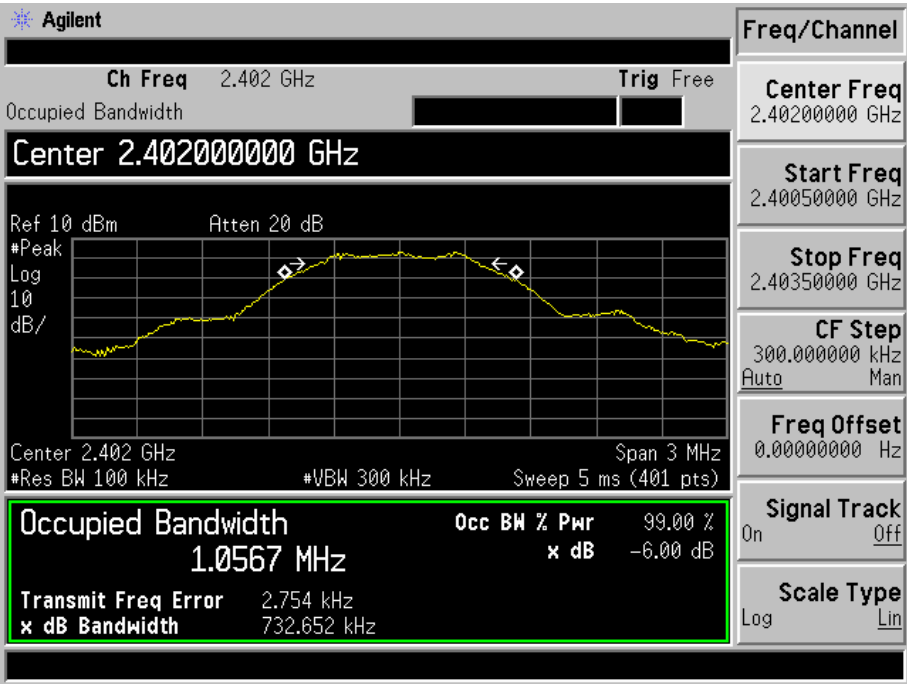 Agilent
Freq/Channel
Ch Freq 2.402 GHz Trig Free
Occupied Bandwidth
Center 2.402000000 GHz
Ref 10 dBm Atten 20 dB
#Peak
Log
10
dB/
Center 2.402 GHz Span 3 MHz
#Res BW 100 kHz #VBW 300 kHz Sweep 5 ms (401 pts)
Occupied Bandwidth Occ BW % Pwr 99.00 %
1.0567 MHz x dB -6.00 dB
Transmit Freq Error 2.754 kHz
x dB Bandwidth 732.652 kHz
Center Freq
2.40200000 GHz
Start Freq
2.40050000 GHz
Stop Freq
2.40350000 GHz
CF Step
300.000000 kHz
Auto Man
Freq Offset
0.00000000 Hz
Signal Track
On Off
Scale Type
Log Lin